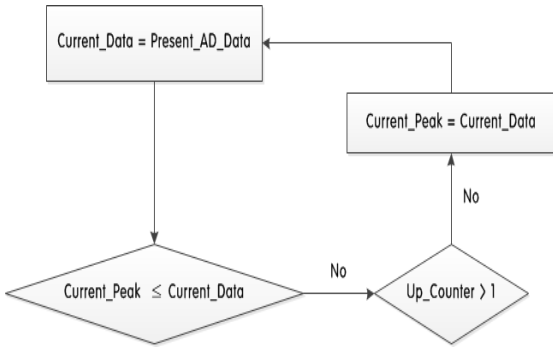 Current_Data = Present_AD_Data
Current_Peak = Current_Data
No
Current_Peak ≤ Current_Data
No
Up_Counter > 1